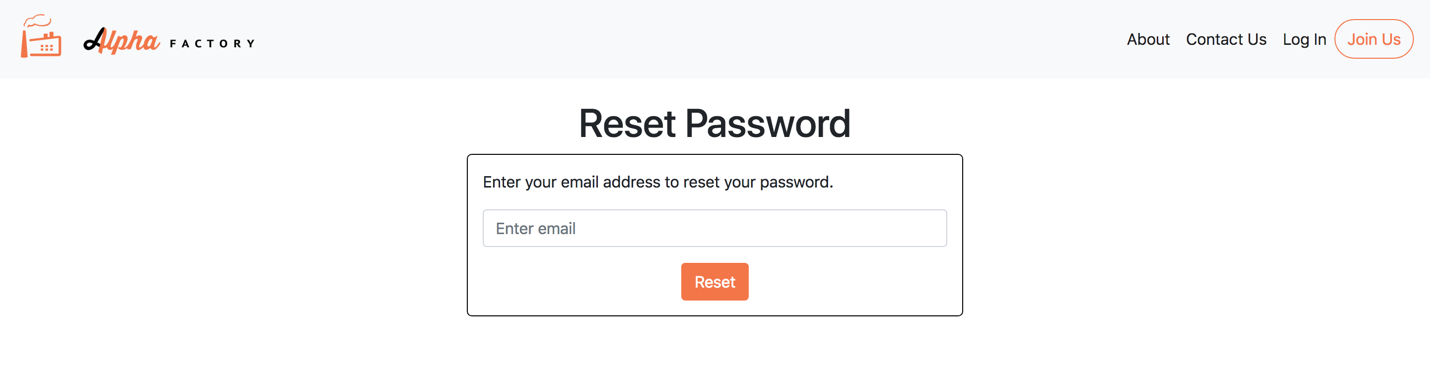 Alpha FACTORY
About Contact Us Log In Join Us
Reset Password
Enter your email address to reset your password.
Enter email
Reset